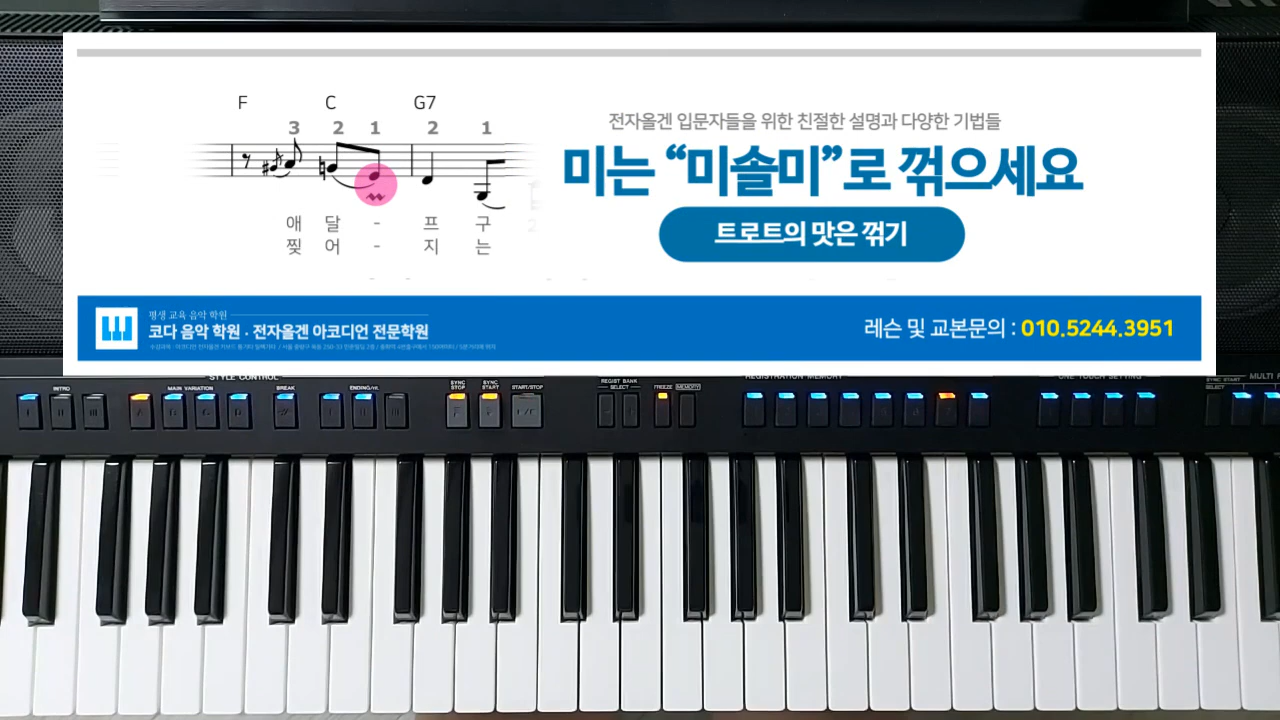 F C G7
3 2 1 2 1
애 달 - 프 구
찢 어 - 지 는
전자올겐 입문자들을 위한 친절한 설명과 다양한 기법들
미는 “미솔미”로 꺾으세요
트로트의 맛은 꺾기
평생 교육 음악 학원
코다 음악 학원 · 전자올겐 아코디언 전문학원
레슨 및 교본문의 : 010.5244.3951
STYLE CONTROL
REGISTRATION MEMORY
ONE TOUCH SETTING
INTRO
MAIN VARIATION
BREAK
ENDING/rit.
SYNC STOP
SYNC START
START/STOP
REGIST BANK
SELECT
FREEZE
MEMORY
SYNC START
SELECT
MULTI